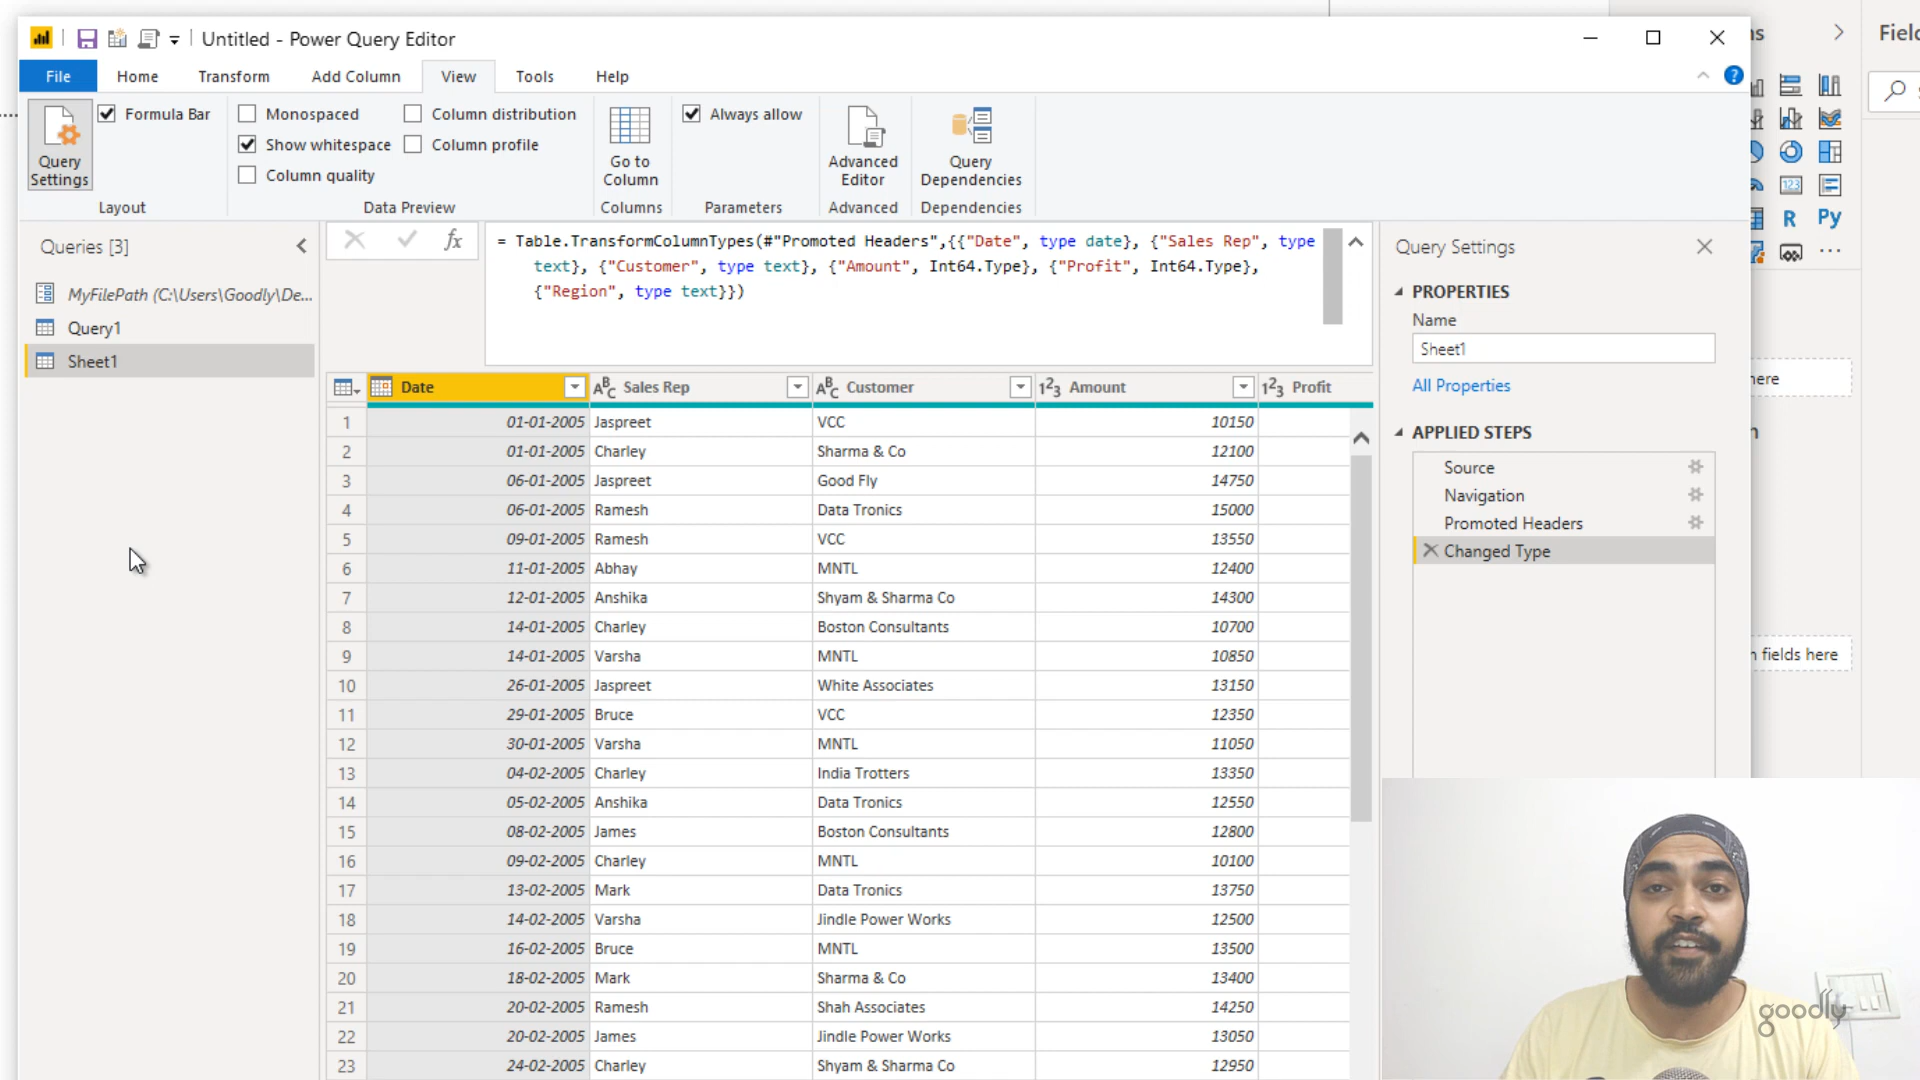 Untitled - Power Query Editor
File Home Transform Add Column View Tools Help
Query Settings
Formula Bar
Layout
Monospaced
Show whitespace
Column quality
Column distribution
Column profile
Data Preview
Go to Column
Columns
Always allow
Parameters
Advanced Editor
Advanced
Query Dependencies
Dependencies
Queries [3]
MyFilePath (C:\Users\Goodly\De...
Query1
Sheet1
fx
= Table.TransformColumnTypes(#"Promoted Headers",{{"Date", type date}, {"Sales Rep", type
text}, {"Customer", type text}, {"Amount", Int64.Type}, {"Profit", Int64.Type},
{"Region", type text}})
Date ABC Sales Rep ABC Customer 123 Amount 123 Profit
1 01-01-2005 Jaspreet VCC 10150
2 01-01-2005 Charley Sharma & Co 12100
3 06-01-2005 Jaspreet Good Fly 14750
4 06-01-2005 Ramesh Data Tronics 15000
5 09-01-2005 Ramesh VCC 13550
6 11-01-2005 Abhay MNTL 12400
7 12-01-2005 Anshika Shyam & Sharma Co 14300
8 14-01-2005 Charley Boston Consultants 10700
9 14-01-2005 Varsha MNTL 10850
10 26-01-2005 Jaspreet White Associates 13150
11 29-01-2005 Bruce VCC 12350
12 30-01-2005 Varsha MNTL 11050
13 04-02-2005 Charley India Trotters 13350
14 05-02-2005 Anshika Data Tronics 12550
15 08-02-2005 James Boston Consultants 12800
16 09-02-2005 Charley MNTL 10100
17 13-02-2005 Mark Data Tronics 13750
18 14-02-2005 Varsha Jindle Power Works 12500
19 16-02-2005 Bruce MNTL 13500
20 18-02-2005 Mark Sharma & Co 13400
21 20-02-2005 Ramesh Shah Associates 14250
22 20-02-2005 James Jindle Power Works 13050
23 24-02-2005 Charley Shyam & Sharma Co 12950
Query Settings
PROPERTIES
Name
Sheet1
All Properties
APPLIED STEPS
Source
Navigation
Promoted Headers
Changed Type
ns
Field
123
R Py
here
n
n fields here
goodly